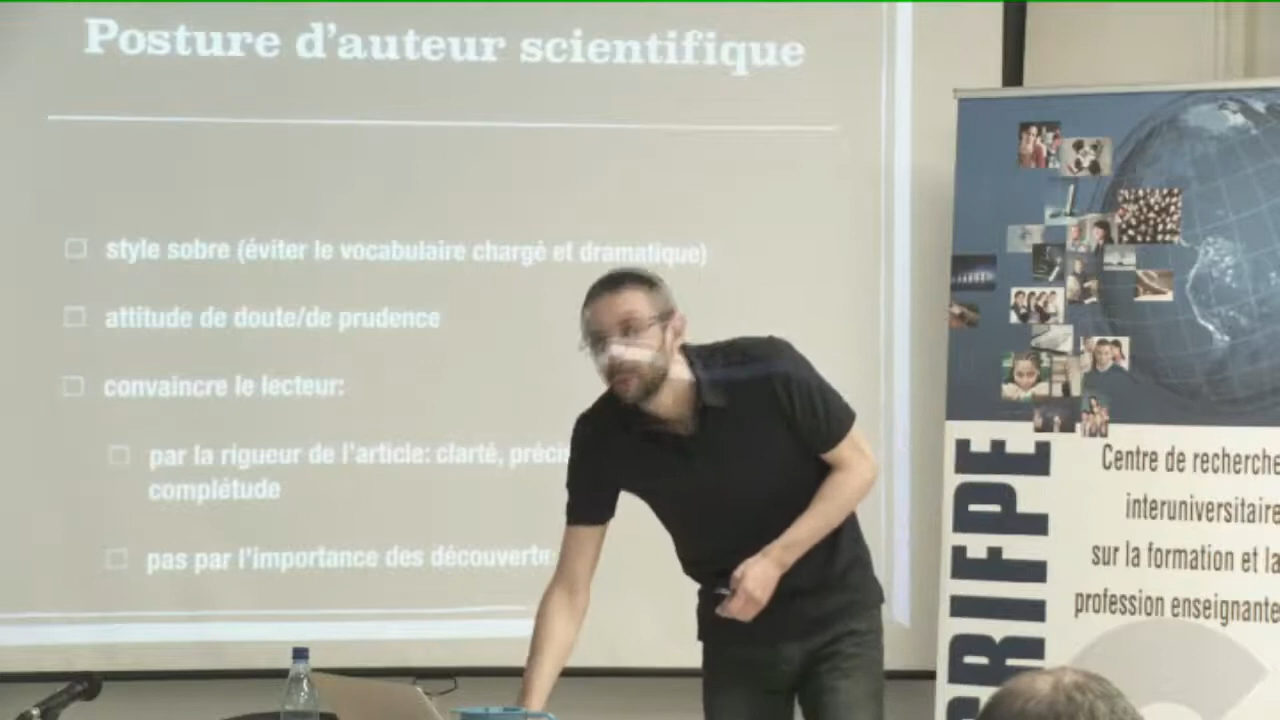 Posture d'auteur scientifique
style sobre (éviter le vocabulaire chargé et dramatique)
attitude de doute/de prudence
convaincre le lecteur:
par la rigueur de l'article: clarté, précis
complétude
pas par l'importance des découverte
CRIFPE
Centre de recherche
interuniversitaire
sur la formation et la
profession enseignante